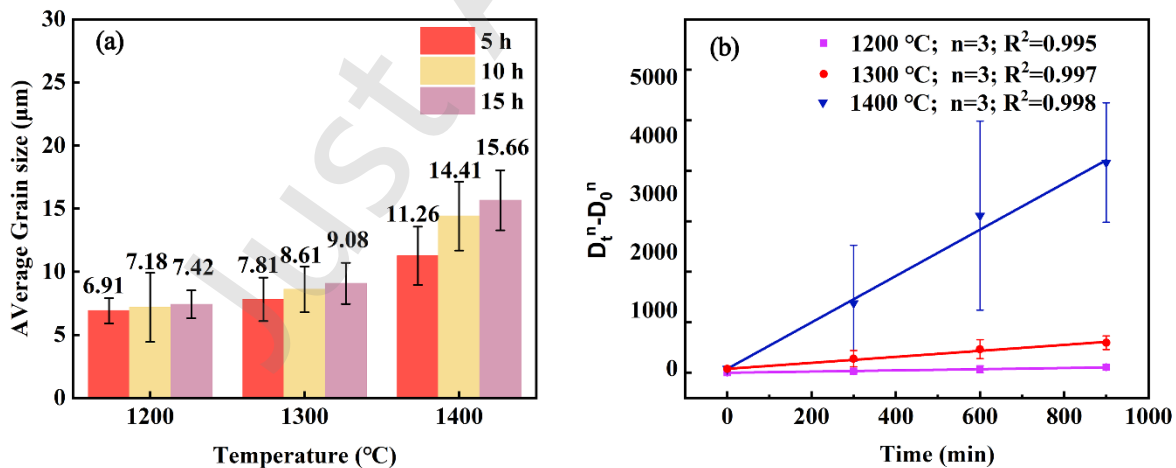 (a)
5 h
10 h
15 h
30
25
20
15
10
5
0
AVerage Grain size (μm)
6.91
7.18
7.42
7.81
8.61
9.08
11.26
14.41
15.66
1200
1300
1400
Temperature (°C)
Just A
(b)
1200 °C; n=3; R²=0.995
1300 °C; n=3; R²=0.997
1400 °C; n=3; R²=0.998
5000
4000
3000
2000
1000
0
Dₜⁿ-D₀ⁿ
0
200
400
600
800
1000
Time (min)